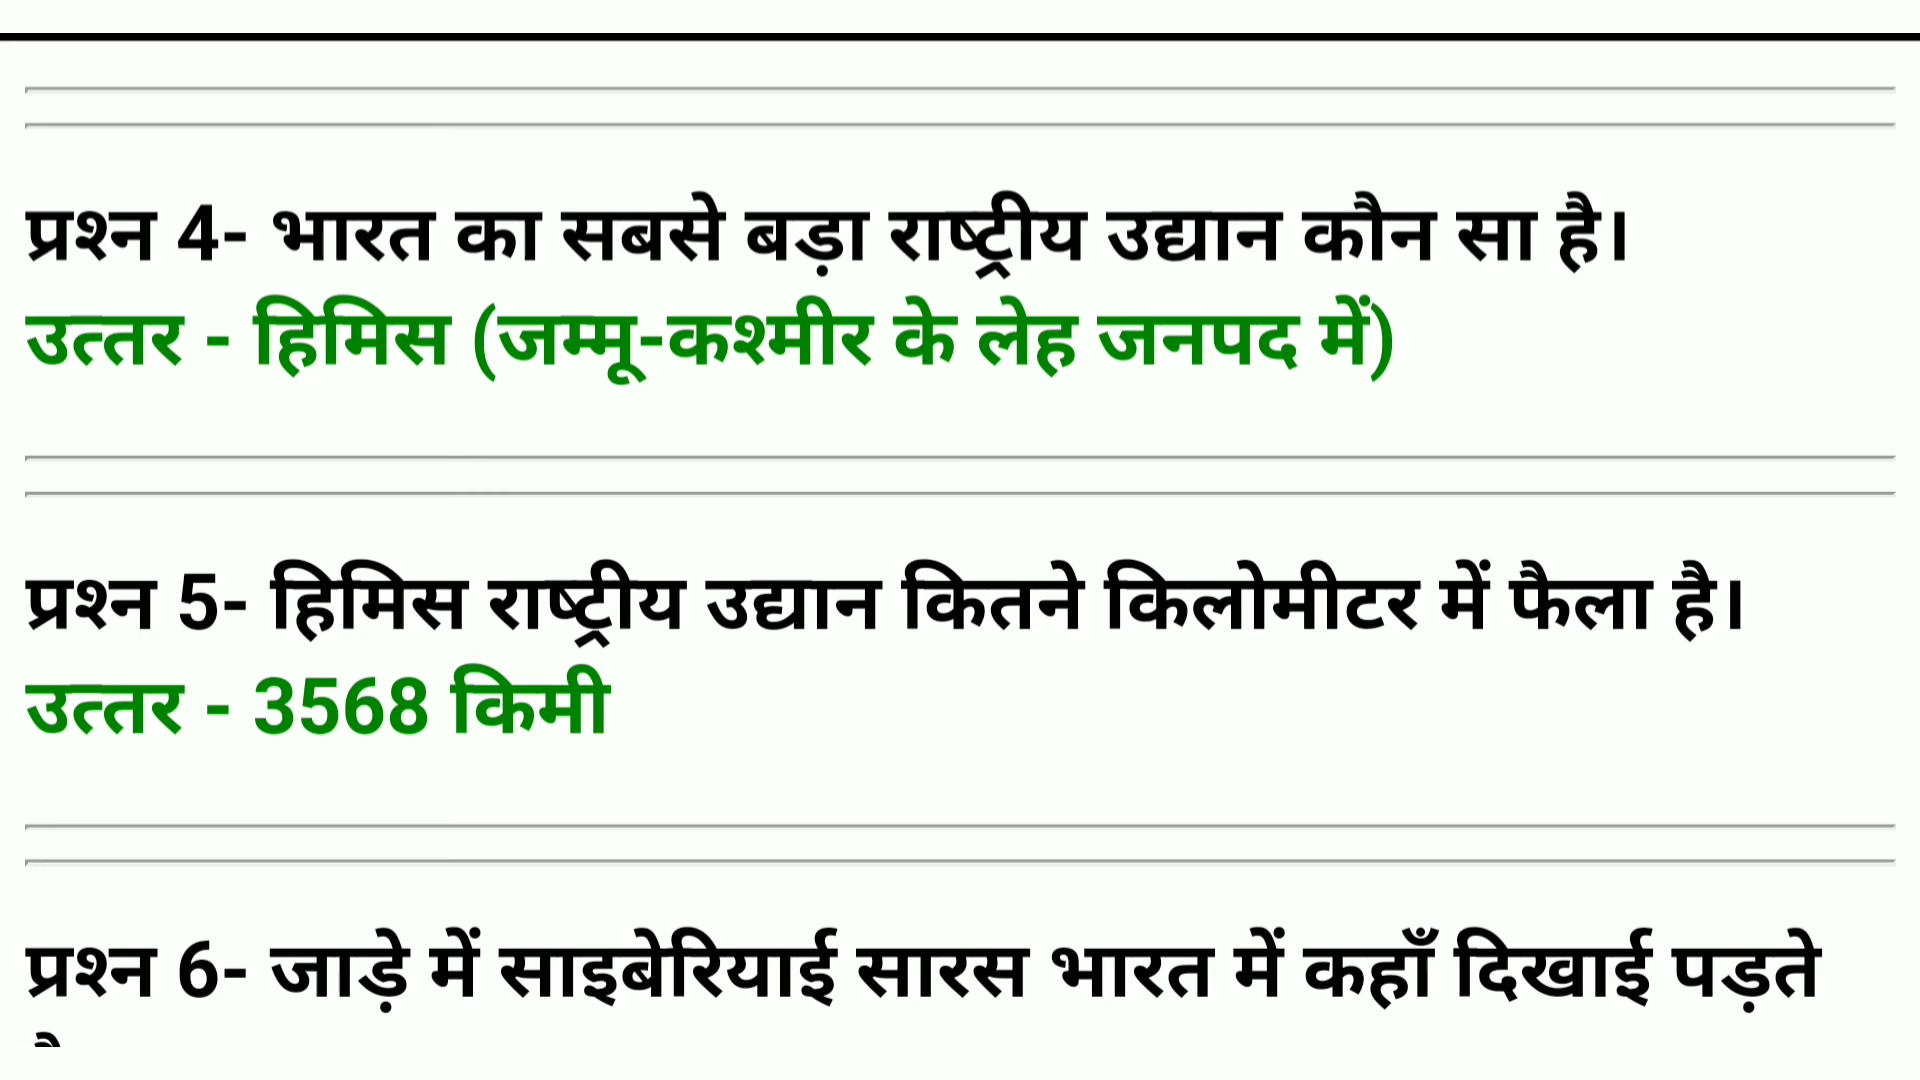 प्रश्न 4- भारत का सबसे बड़ा राष्ट्रीय उद्यान कौन सा है।
उत्तर - हिमिस (जम्मू-कश्मीर के लेह जनपद में)
प्रश्न 5- हिमिस राष्ट्रीय उद्यान कितने किलोमीटर में फैला है।
उत्तर - 3568 किमी
प्रश्न 6- जाड़े में साइबेरियाई सारस भारत में कहाँ दिखाई पड़ते